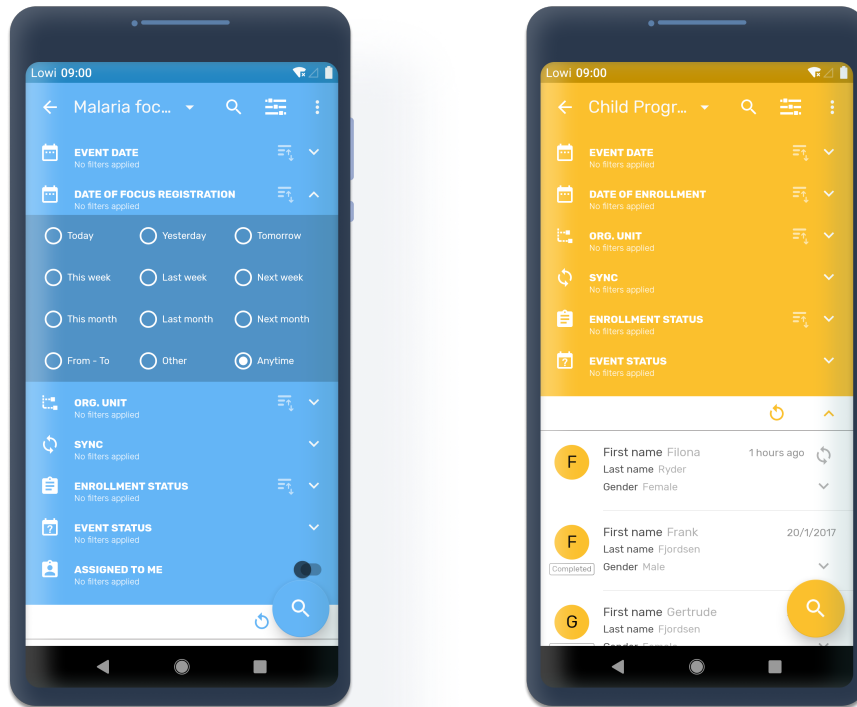 Lowi 09:00
Malaria foc...
EVENT DATE
No filters applied
DATE OF FOCUS REGISTRATION
No filters applied
Today Yesterday Tomorrow
This week Last week Next week
This month Last month Next month
From - To Other Anytime
ORG. UNIT
No filters applied
SYNC
No filters applied
ENROLLMENT STATUS
No filters applied
EVENT STATUS
No filters applied
ASSIGNED TO ME
No filters applied
Lowi 09:00
Child Progr...
EVENT DATE
No filters applied
DATE OF ENROLLMENT
No filters applied
ORG. UNIT
No filters applied
SYNC
No filters applied
ENROLLMENT STATUS
No filters applied
EVENT STATUS
No filters applied
F
First name Filona 1 hours ago
Last name Ryder
Gender Female
F
First name Frank 20/1/2017
Last name Fjordsen
Completed Gender Male
G
First name Gertrude
Last name Fjordsen
Gender Female